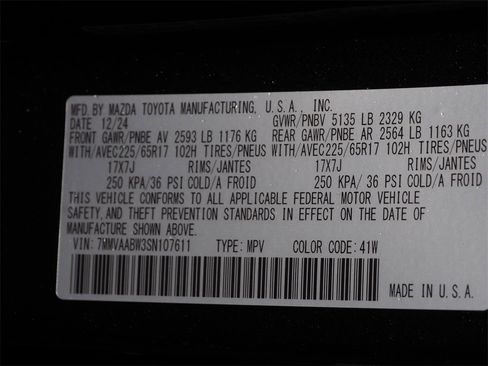 MFD. BY MAZDA TOYOTA MANUFACTURING, U.S.A., INC.
DATE 12/24 GVWR/PNBV 5135 LB 2329 KG
FRONT GAWR/PNBE AV 2593 LB 1176 KG REAR GAWR/PNBE AR 2564 LB 1163 KG
WITH/AVEC225/65R17 102H TIRES/PNEUS WITH/AVEC225/65R17 102H TIRES/PNEUS
17X7J RIMS/JANTES 17X7J RIMS/JANTES
250 KPA/36 PSI COLD/A FROID 250 KPA/ 36 PSI COLD/A FROID
THIS VEHICLE CONFORMS TO ALL APPLICABLE FEDERAL MOTOR VEHICLE
SAFETY, AND THEFT PREVENTION STANDARDS IN EFFECT ON THE DATE OF
MANUFACTURE SHOWN ABOVE.
VIN: 7MMVAABW3SN107611 TYPE: MPV COLOR CODE: 41W
MADE IN U.S.A.